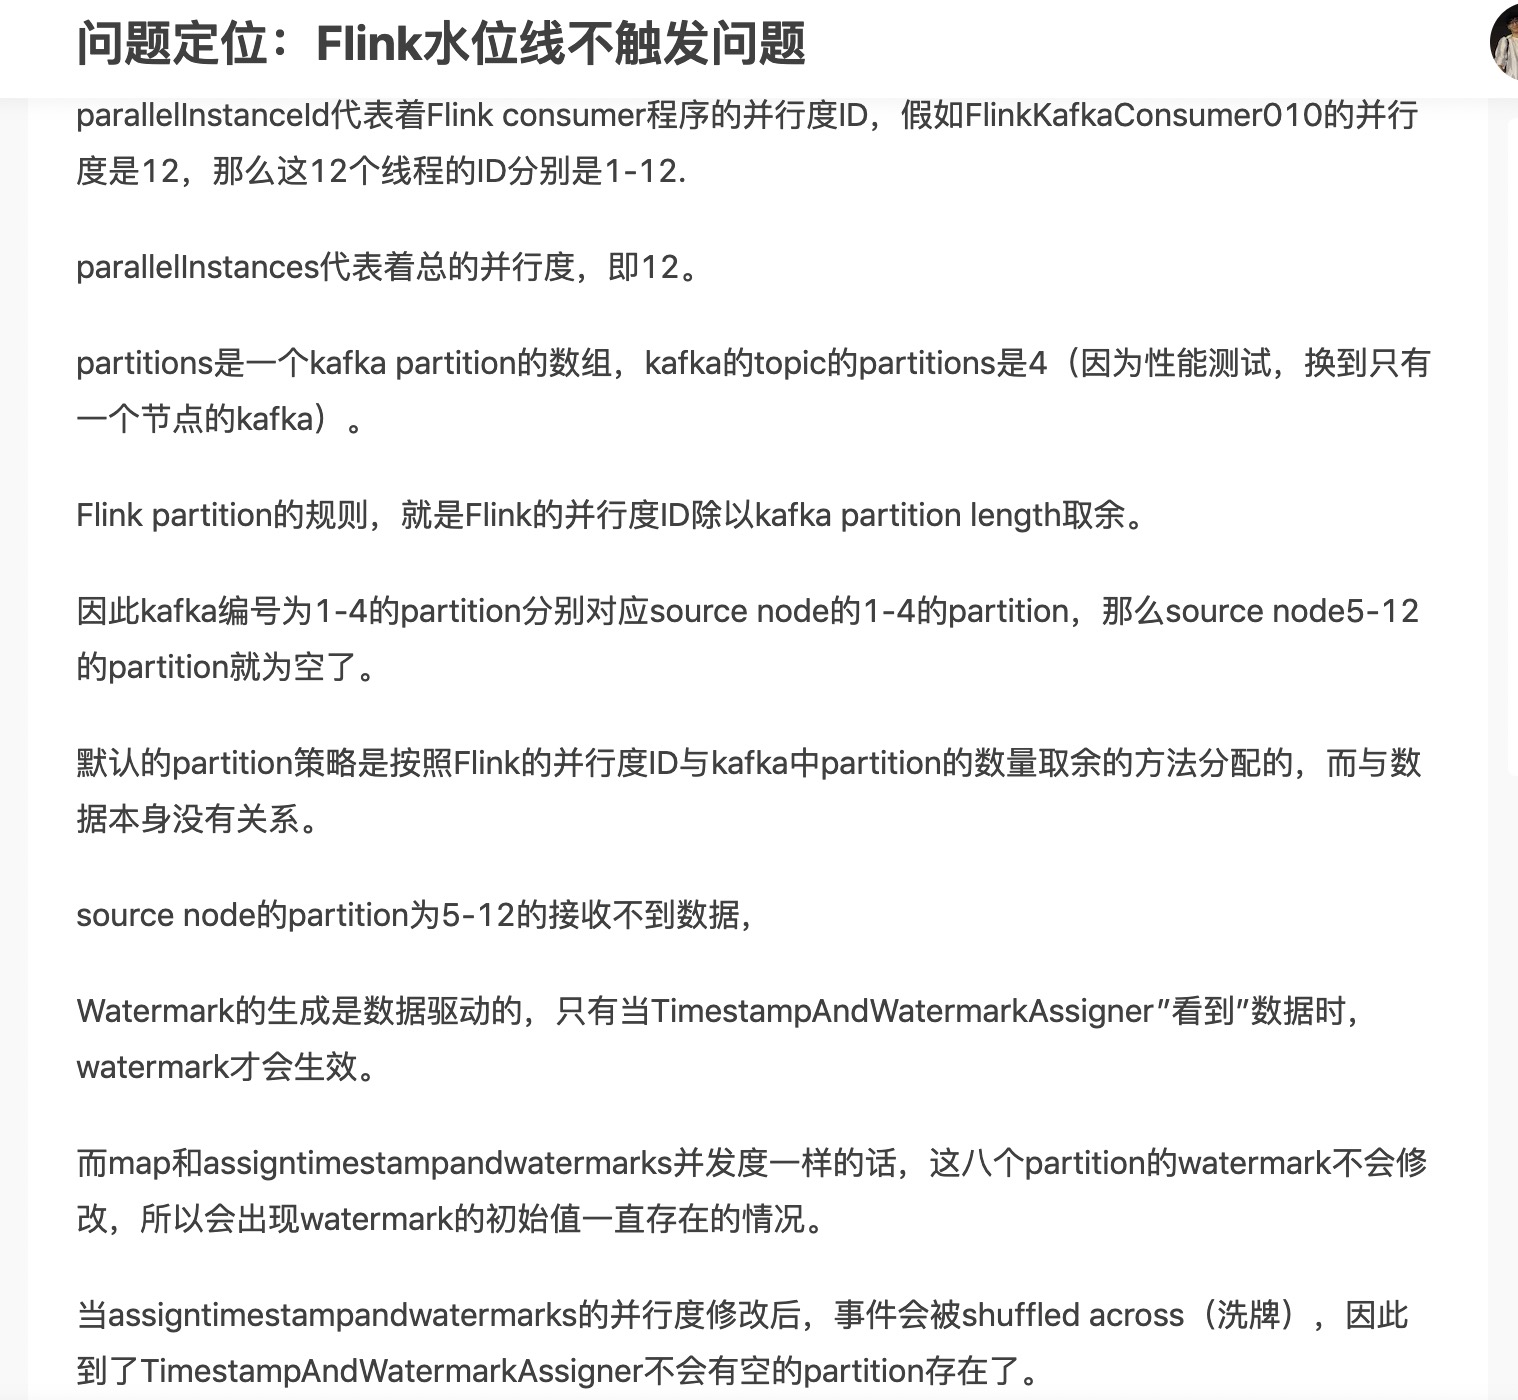 问题定位：Flink水位线不触发问题
parallelInstanceId代表着Flink consumer程序的并行度ID，假如FlinkKafkaConsumer010的并行
度是12，那么这12个线程的ID分别是1-12.
parallelInstances代表着总的并行度，即12。
partitions是一个kafka partition的数组，kafka的topic的partitions是4（因为性能测试，换到只有
一个节点的kafka）。
Flink partition的规则，就是Flink的并行度ID除以kafka partition length取余。
因此kafka编号为1-4的partition分别对应source node的1-4的partition，那么source node5-12
的partition就为空了。
默认的partition策略是按照Flink的并行度ID与kafka中partition的数量取余的方法分配的，而与数
据本身没有关系。
source node的partition为5-12的接收不到数据，
Watermark的生成是数据驱动的，只有当TimestampAndWatermarkAssigner”看到”数据时，
watermark才会生效。
而map和assigntimestampandwatermarks并发度一样的话，这八个partition的watermark不会修
改，所以会出现watermark的初始值一直存在的情况。
当assigntimestampandwatermarks的并行度修改后，事件会被shuffled across（洗牌），因此
到了TimestampAndWatermarkAssigner不会有空的partition存在了。